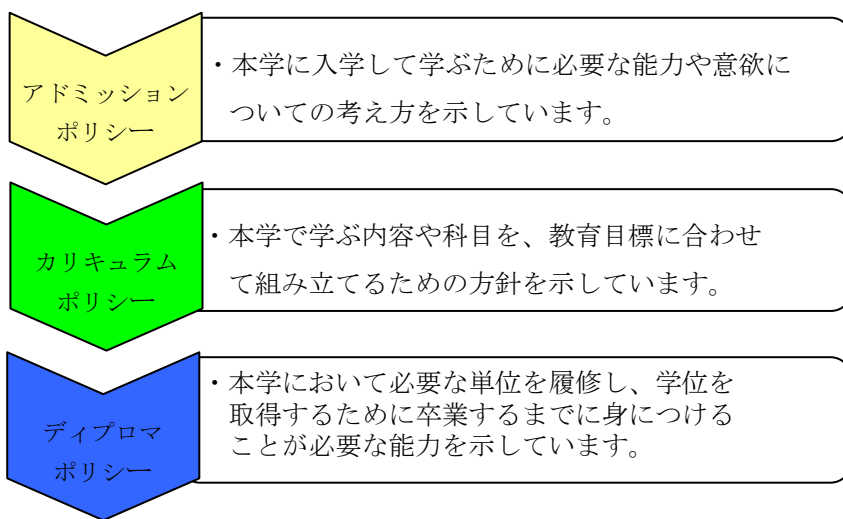 アドミッション
ポリシー
・本学に入学して学ぶために必要な能力や意欲に
ついての考え方を示しています。
カリキュラム
ポリシー
・本学で学ぶ内容や科目を、教育目標に合わせ
て組み立てるための方針を示しています。
ディプロマ
ポリシー
・本学において必要な単位を履修し、学位を
取得するために卒業するまでに身につける
ことが必要な能力を示しています。